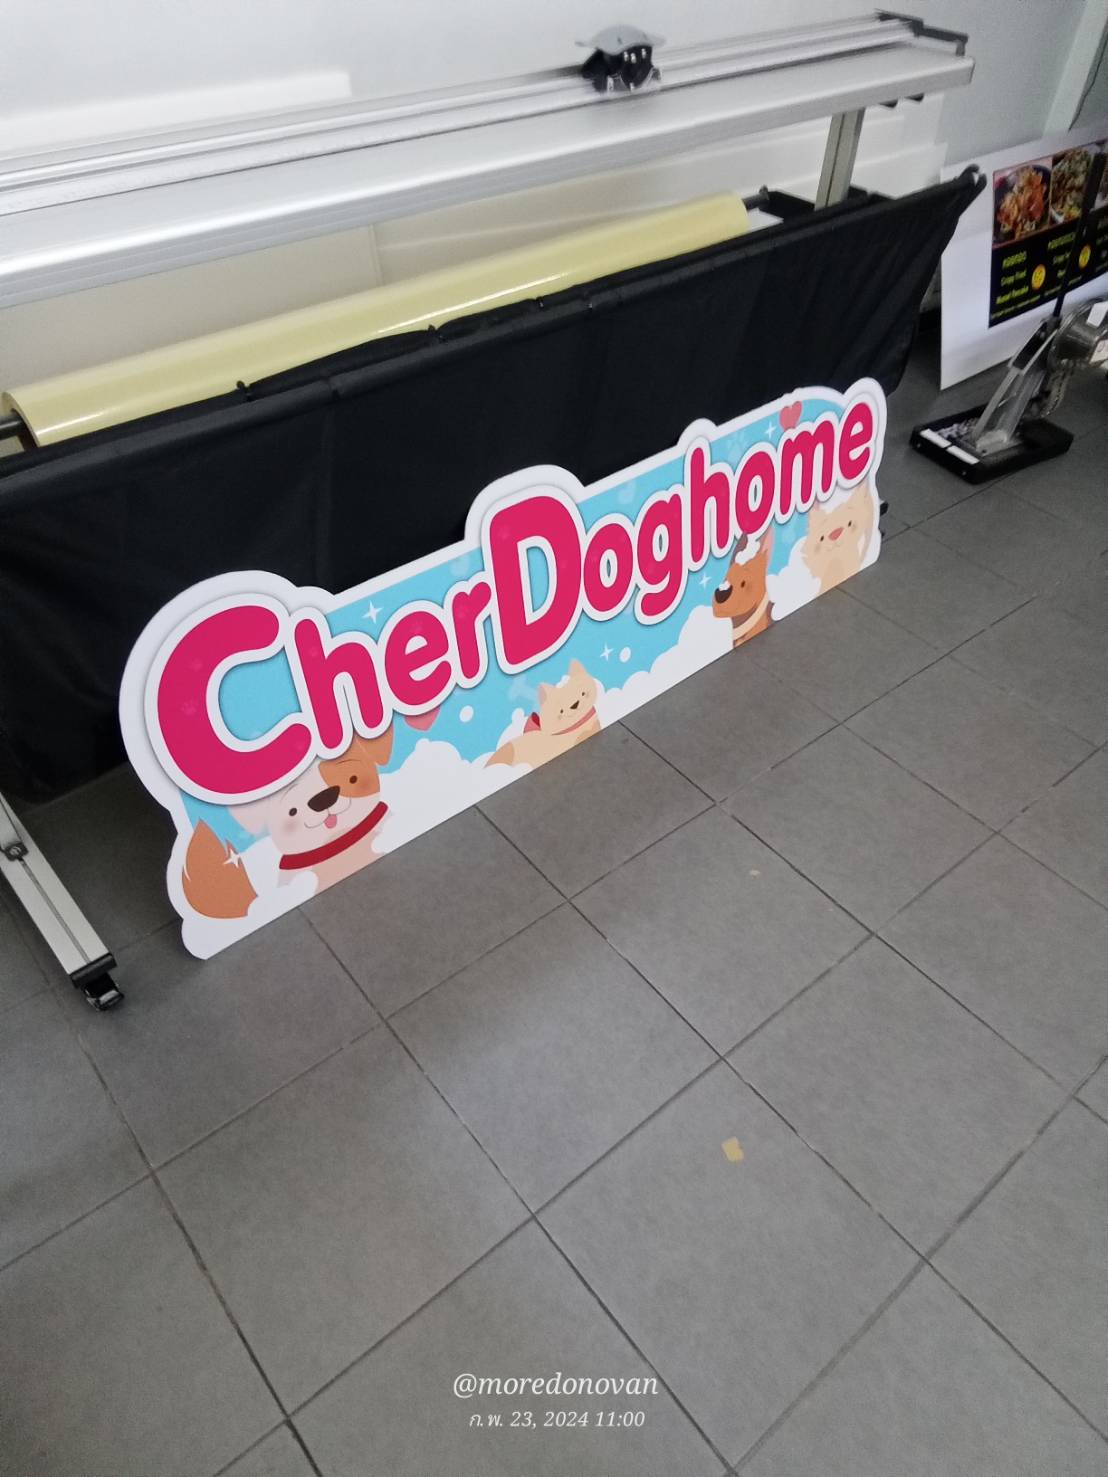 CherDoghome
@moredonovan
ก.พ. 23, 2024 11:00